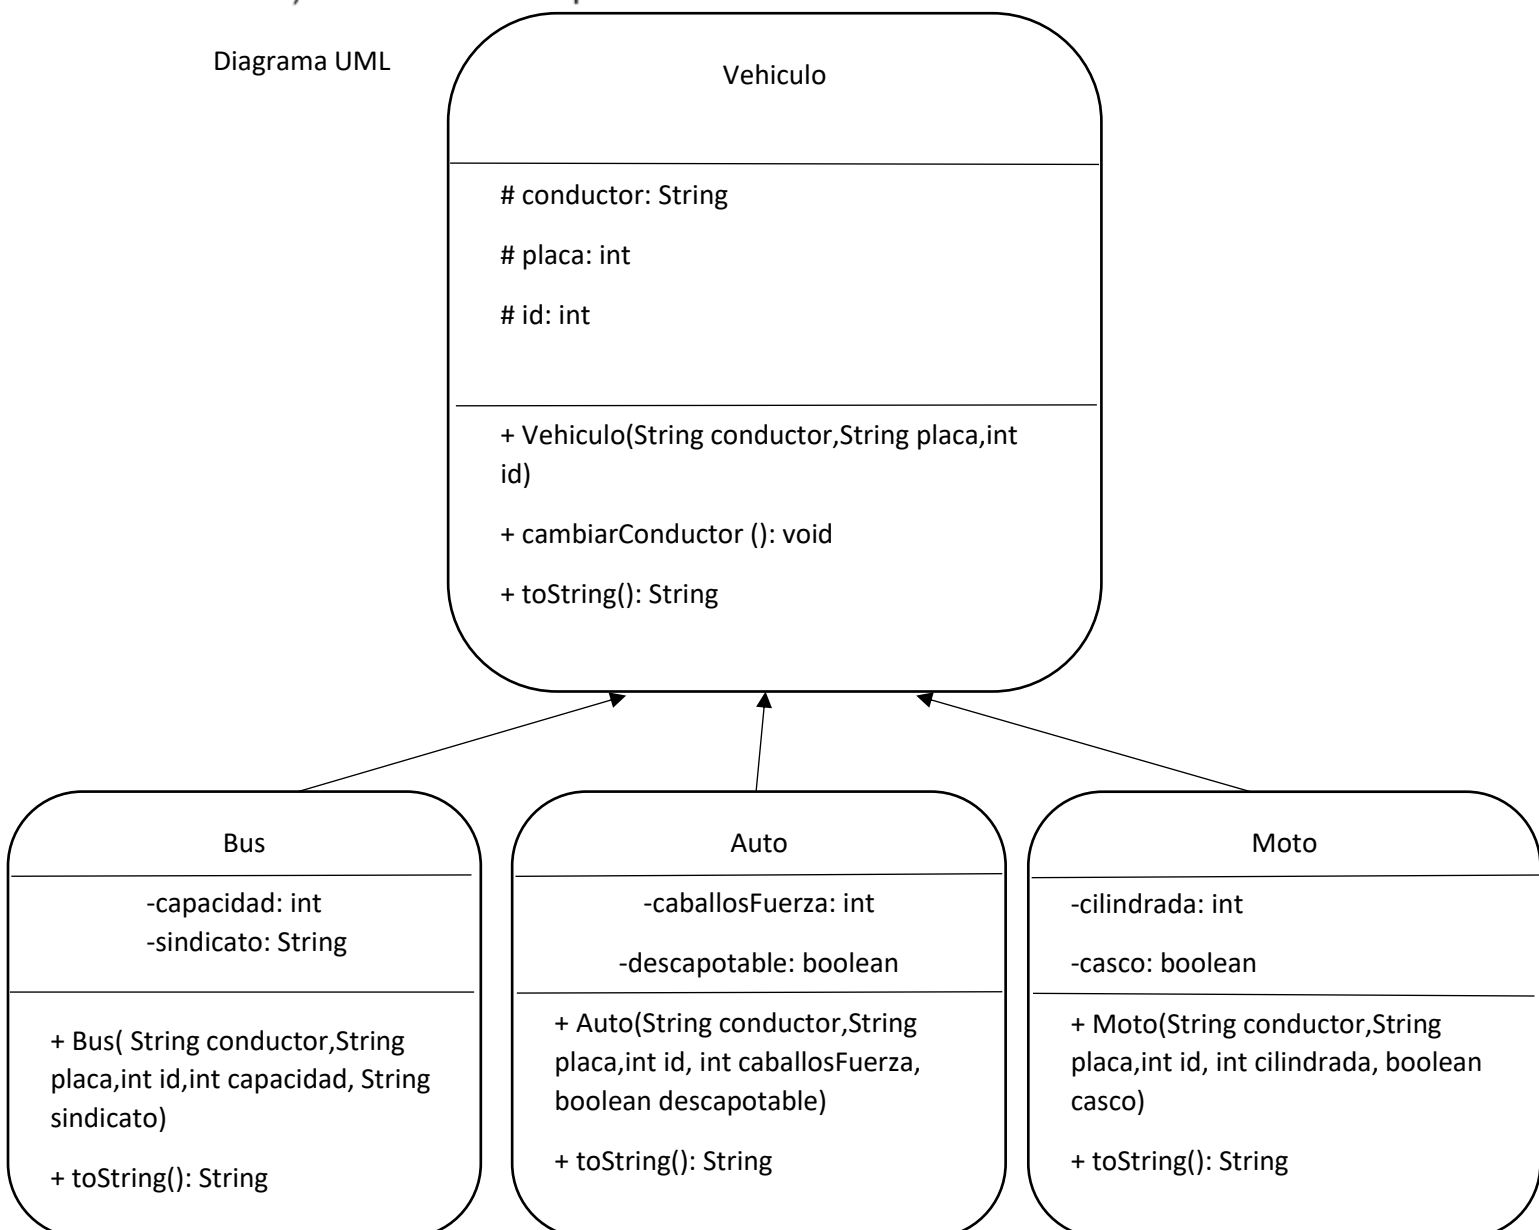 Diagrama UML
Vehiculo
# conductor: String
# placa: int
# id: int
+ Vehiculo(String conductor,String placa,int
id)
+ cambiarConductor (): void
+ toString(): String
Bus
-capacidad: int
-sindicato: String
+ Bus( String conductor,String
placa,int id,int capacidad, String
sindicato)
+ toString(): String
Auto
-caballosFuerza: int
-descapotable: boolean
+ Auto(String conductor,String
placa,int id, int caballosFuerza,
boolean descapotable)
+ toString(): String
Moto
-cilindrada: int
-casco: boolean
+ Moto(String conductor,String
placa,int id, int cilindrada, boolean
casco)
+ toString(): String